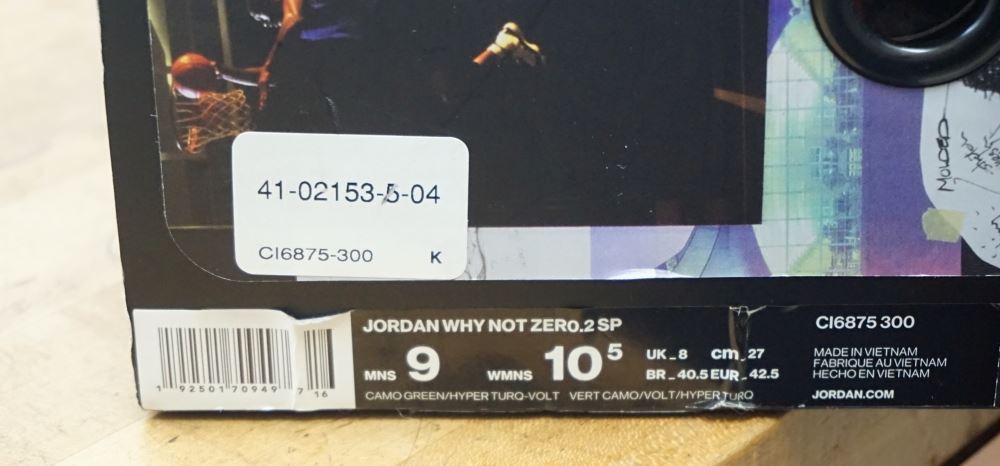 MOLDED
41-02153-5-04
CI6875-300 K
JORDAN WHY NOT ZER0.2 SP
MNS 9 WMNS 10 5 UK_8 cm_27
BR_40.5 EUR_42.5
CAMO GREEN/HYPER TURQ-VOLT VERT CAMO/VOLT/HYPER TURQ
1 92501 70949 7 16
CI6875 300
MADE IN VIETNAM
FABRIQUE AU VIETNAM
HECHO EN VIETNAM
JORDAN.COM